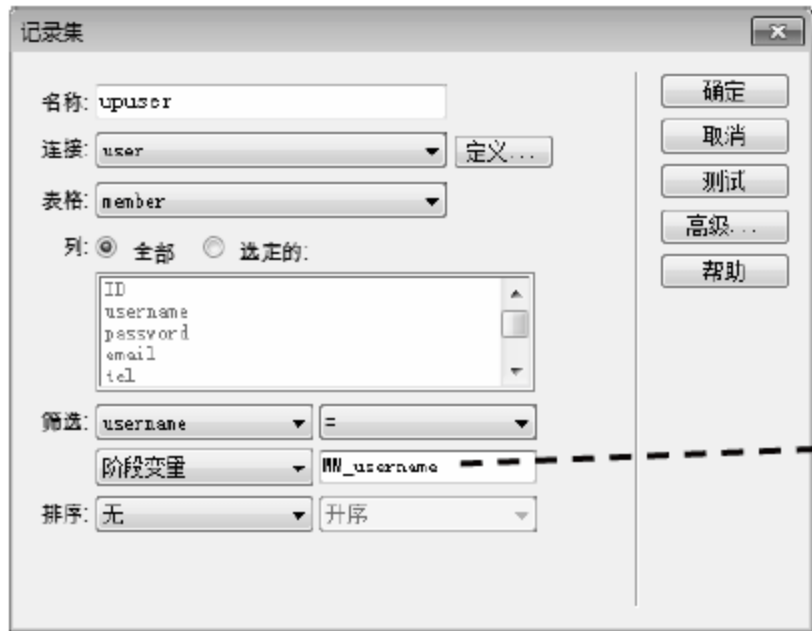 记录集
名称: upuser
连接: user 定义...
表格: member
列: 全部 选定的:
ID
username
password
email
tel
筛选: username =
阶段变量 MM_username
排序: 无 升序
确定
取消
测试
高级...
帮助